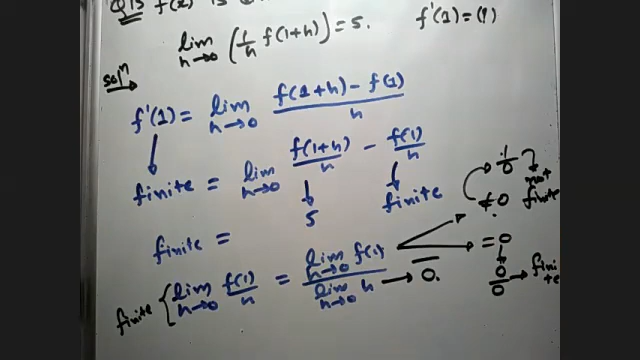 Q15 f(x) is
lim h→0 (1/h f(1+h)) = 5. f'(1) = (?)
Soln
f'(1) = lim h→0 f(1+h) - f(1) / h
finite = lim h→0 f(1+h)/h - f(1)/h
5 finite
finite =
finite { lim h→0 f(1)/h = lim h→0 f(1) / lim h→0 h → 0.
≠0 1/0 not finite
=0 0/0 → finite